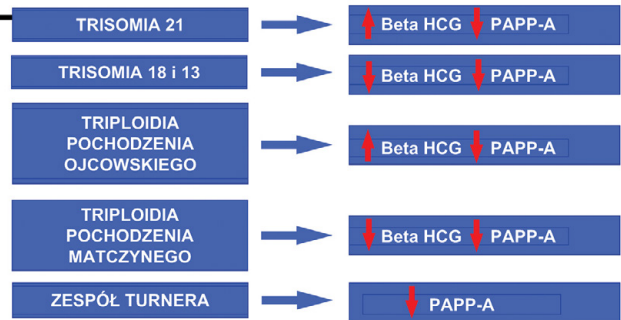 TRISOMIA 21
Beta HCG PAPP-A
TRISOMIA 18 i 13
Beta HCG PAPP-A
TRIPLOIDIA
POCHODZENIA
OJCOWSKIEGO
Beta HCG PAPP-A
TRIPLOIDIA
POCHODZENIA
MATCZYNEGO
Beta HCG PAPP-A
ZESPÓŁ TURNERA
PAPP-A